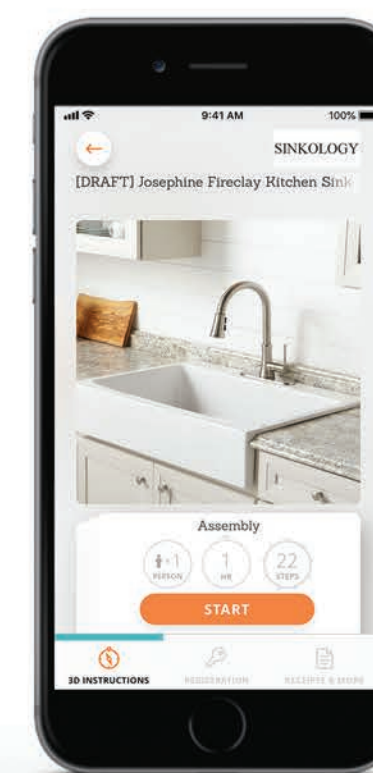 9:41 AM 100%
SINKOLOGY
[DRAFT] Josephine Fireclay Kitchen Sink
Assembly
1 1 22
PERSON HR STEPS
START
3D INSTRUCTIONS REGISTRATION RECEIPTS & MORE